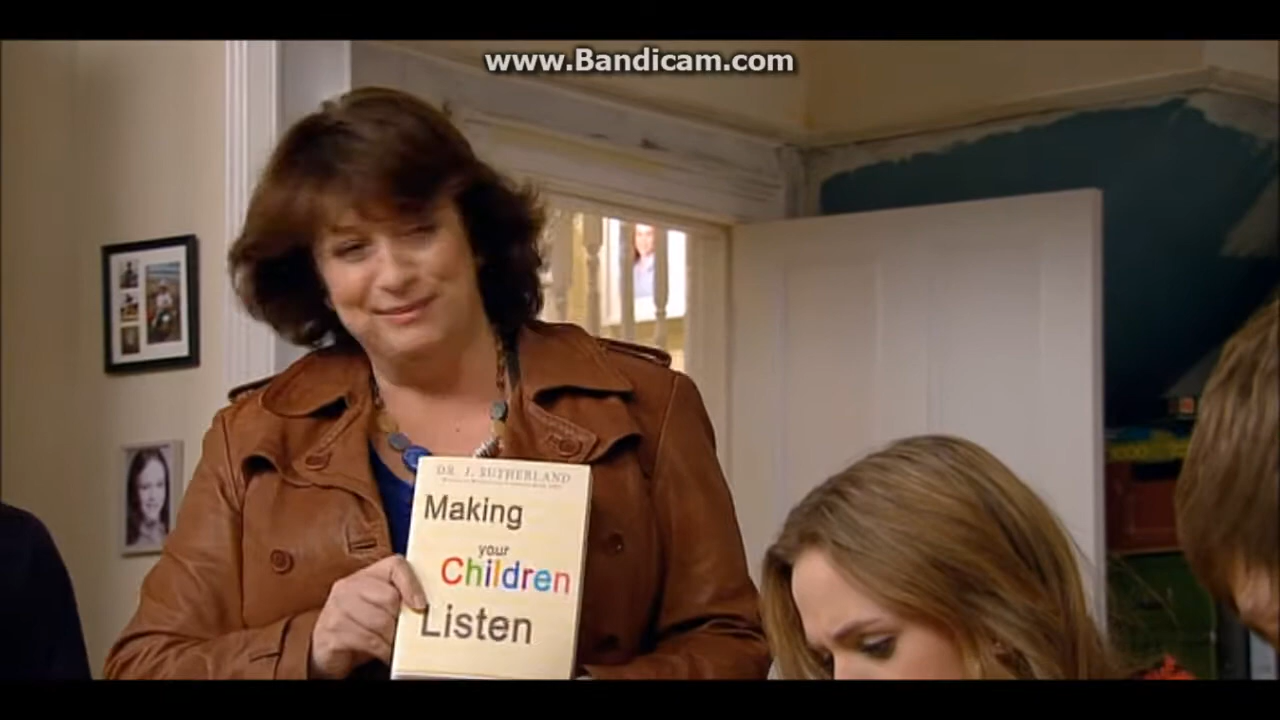 www.Bandicam.com
DR. J. SUTHERLAND
Making
your
Children
Listen